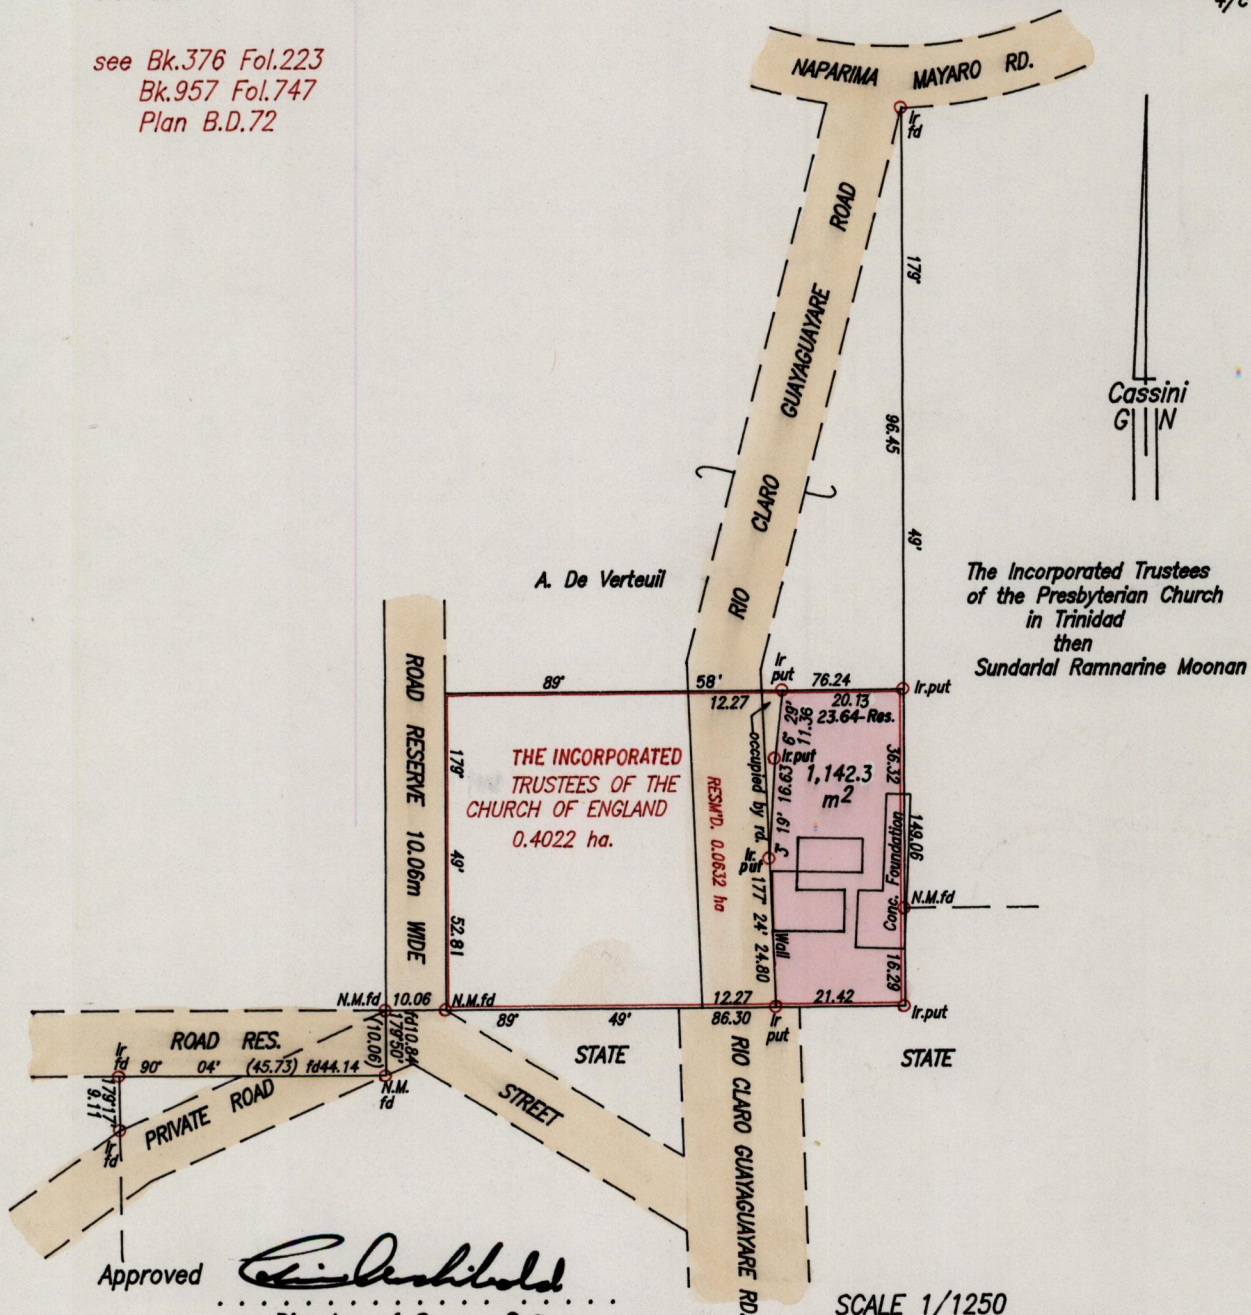 4/C
see Bk.376 Fol.223
Bk.957 Fol.747
Plan B.D.72
NAPARIMA MAYARO RD.
Ir
fd
RIO CLARO GUAYAGUAYARE ROAD
179°
96.45
49'
Cassini
G N
A. De Verteuil
The Incorporated Trustees
of the Presbyterian Church
in Trinidad
then
Sundarlal Ramnarine Moonan
ROAD RESERVE 10.06m WIDE
89° 58' 76.24
Ir
put
Ir.put
12.27
20.13
23.64-Res.
6° 29'
11.36
Ir.put
occupied by rd.
3° 19' 16.63
1,142.3
m2
36.32
149.06
THE INCORPORATED
TRUSTEES OF THE
CHURCH OF ENGLAND
0.4022 ha.
RESM'D. 0.0632 ha
179°
49'
52.81
Ir.
put
177° 24' 24.80
Wall
Conc. Foundation
N.M.fd
16.29
N.M.fd 10.06 N.M.fd
12.27
21.42
Ir.put
89° 49' 86.30
Ir
put
fd10.84
179°50'
(10.06)
ROAD RES.
STATE
STATE
Ir
fd
90° 04' (45.73) fd44.14
N.M.
fd
179°17'
9.11
Ir
fd
PRIVATE ROAD
STREET
RIO CLARO GUAYAGUAYARE RD.
Approved
SCALE 1/1250